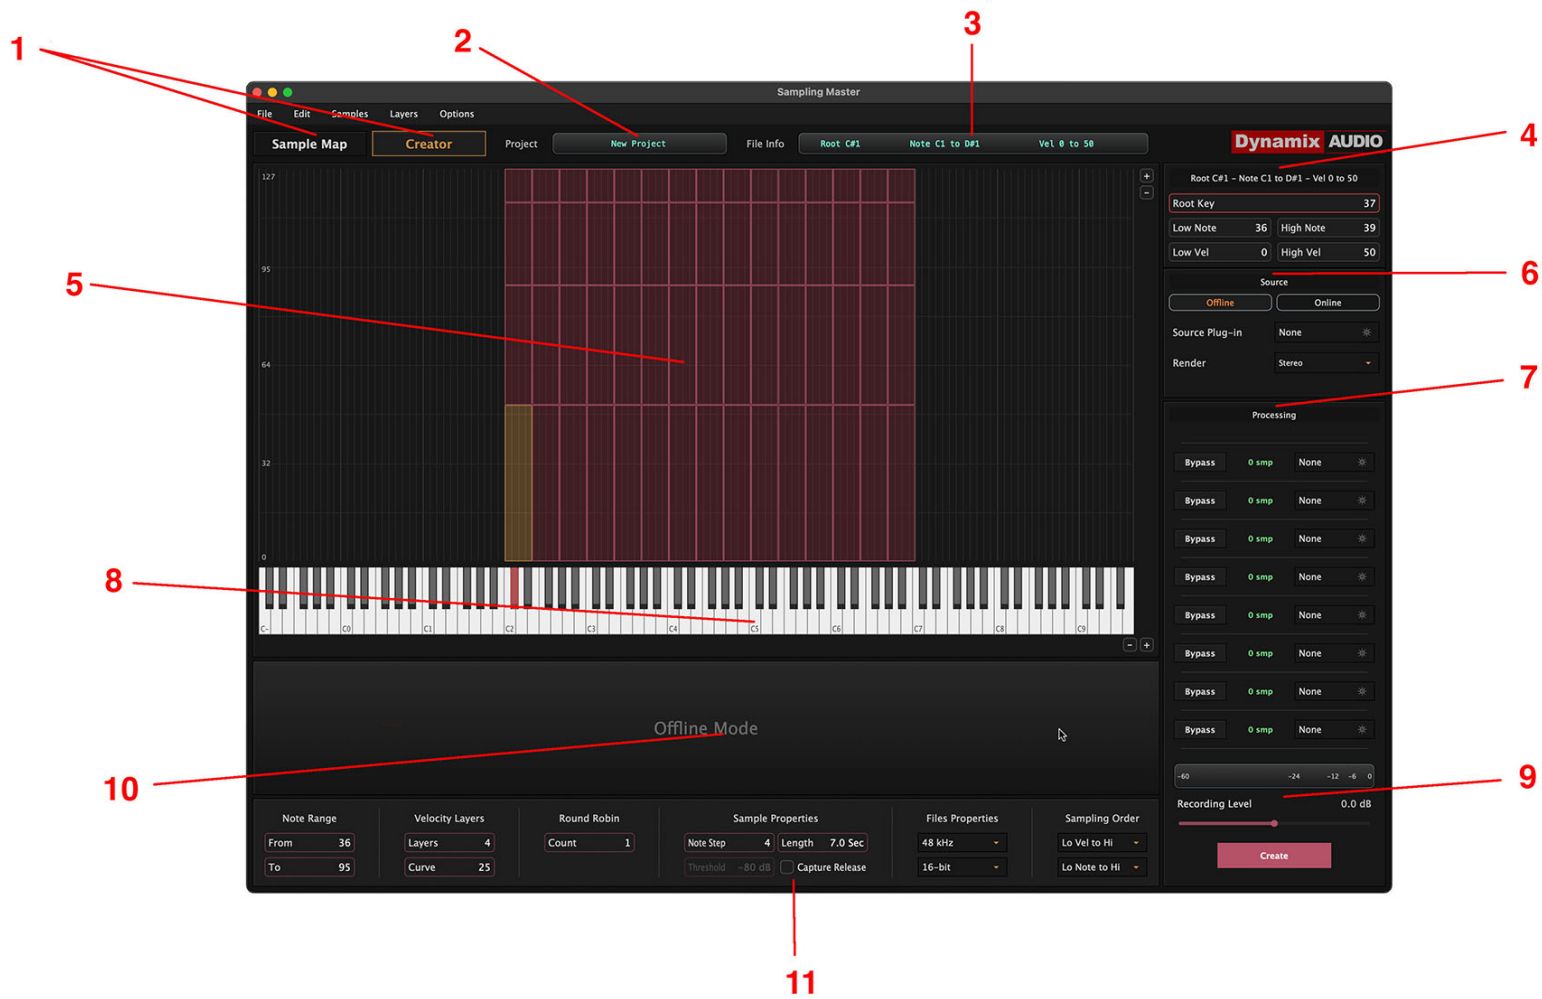 1
2
3
Sampling Master
File Edit Samples Layers Options
Sample Map Creator Project New Project File Info Root C#1 Note C1 to D#1 Vel 0 to 50 Dynamix AUDIO
4
127
+
-
Root C#1 - Note C1 to D#1 - Vel 0 to 50
Root Key 37
Low Note 36 High Note 39
Low Vel 0 High Vel 50
95
5
6
Source
Offline Online
Source Plug-in None
64
Render Stereo
7
Processing
32
Bypass 0 smp None
Bypass 0 smp None
Bypass 0 smp None
0
Bypass 0 smp None
8
Bypass 0 smp None
C- C0 C1 C2 C3 C4 C5 C6 C7 C8 C9
- +
Bypass 0 smp None
Bypass 0 smp None
Offline Mode
Bypass 0 smp None
10
-60 -24 -12 -6 0
9
Recording Level 0.0 dB
Note Range Velocity Layers Round Robin Sample Properties Files Properties Sampling Order
From 36 Layers 4 Count 1 Note Step 4 Length 7.0 Sec 48 kHz Lo Vel to Hi
Create
To 95 Curve 25 Threshold -80 dB Capture Release 16-bit Lo Note to Hi
11